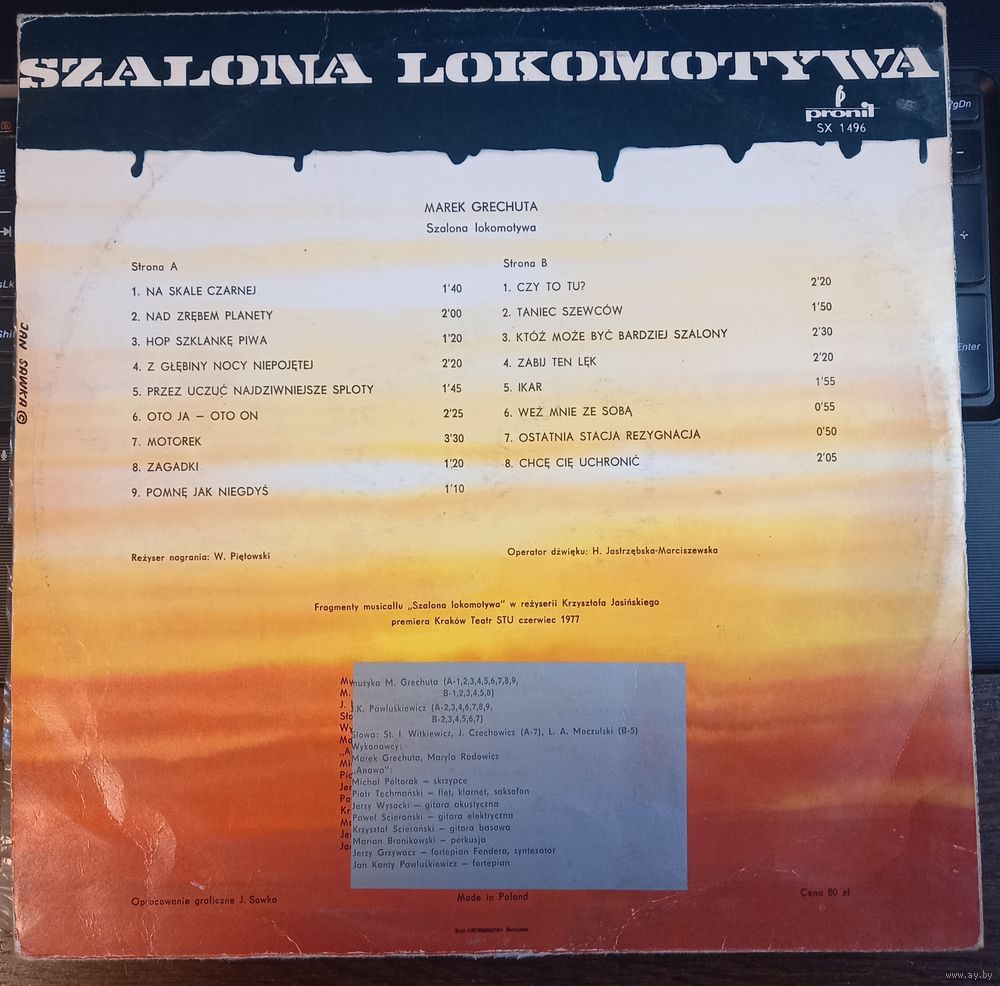 SZALONA LOKOMOTYWA
pronit
SX 1496
MAREK GRECHUTA
Szalona lokomotywa
Strona A
1. NA SKALE CZARNEJ 1'40
2. NAD ZRĘBEM PLANETY 2'00
3. HOP SZKLANKĘ PIWA 1'20
4. Z GŁĘBINY NOCY NIEPOJĘTEJ 2'20
5. PRZEZ UCZUĆ NAJDZIWNIEJSZE SPLOTY 1'45
6. OTO JA – OTO ON 2'25
7. MOTOREK 3'30
8. ZAGADKI 1'20
9. POMNĘ JAK NIEGDYŚ 1'10
Strona B
1. CZY TO TU? 2'20
2. TANIEC SZEWCÓW 1'50
3. KTÓŻ MOŻE BYĆ BARDZIEJ SZALONY 2'30
4. ZABIJ TEN LĘK 2'20
5. IKAR 1'55
6. WEŹ MNIE ZE SOBĄ 0'55
7. OSTATNIA STACJA REZYGNACJA 0'50
8. CHCĘ CIĘ UCHRONIĆ 2'05
JAN SAWKA ©
Reżyser nagrania: W. Piętowski
Operator dźwięku: H. Jastrzębska-Marciszewska
Fragmenty musicallu „Szalona lokomotywa" w reżyserii Krzysztofa Jasińskiego
premiera Kraków Teatr STU czerwiec 1977
muzyka M. Grechuta (A-1,2,3,4,5,6,7,8,9,
B-1,2,3,4,5,8)
J.K. Pawluśkiewicz (A-2,3,4,6,7,8,9,
B-2,3,4,5,6,7)
Słowa: St. I. Witkiewicz, J. Czechowicz (A-7), L. A. Moczulski (B-5)
Wykonawcy:
Marek Grechuta, Maryla Rodowicz
„Anawa":
Michał Półtorak – skrzypce
Piotr Techmański – flet, klarnet, saksofon
Jerzy Wysocki – gitara akustyczna
Paweł Ścierański – gitara elektryczna
Krzysztof Ścierański – gitara basowa
Marian Bronikowski – perkusja
Jerzy Grzywacz – fortepian Fendera, syntezator
Jan Kanty Pawluśkiewicz – fortepian
Opracowanie graficzne J. Sawka
Made in Poland
Cena 80 zł
www.ay.by